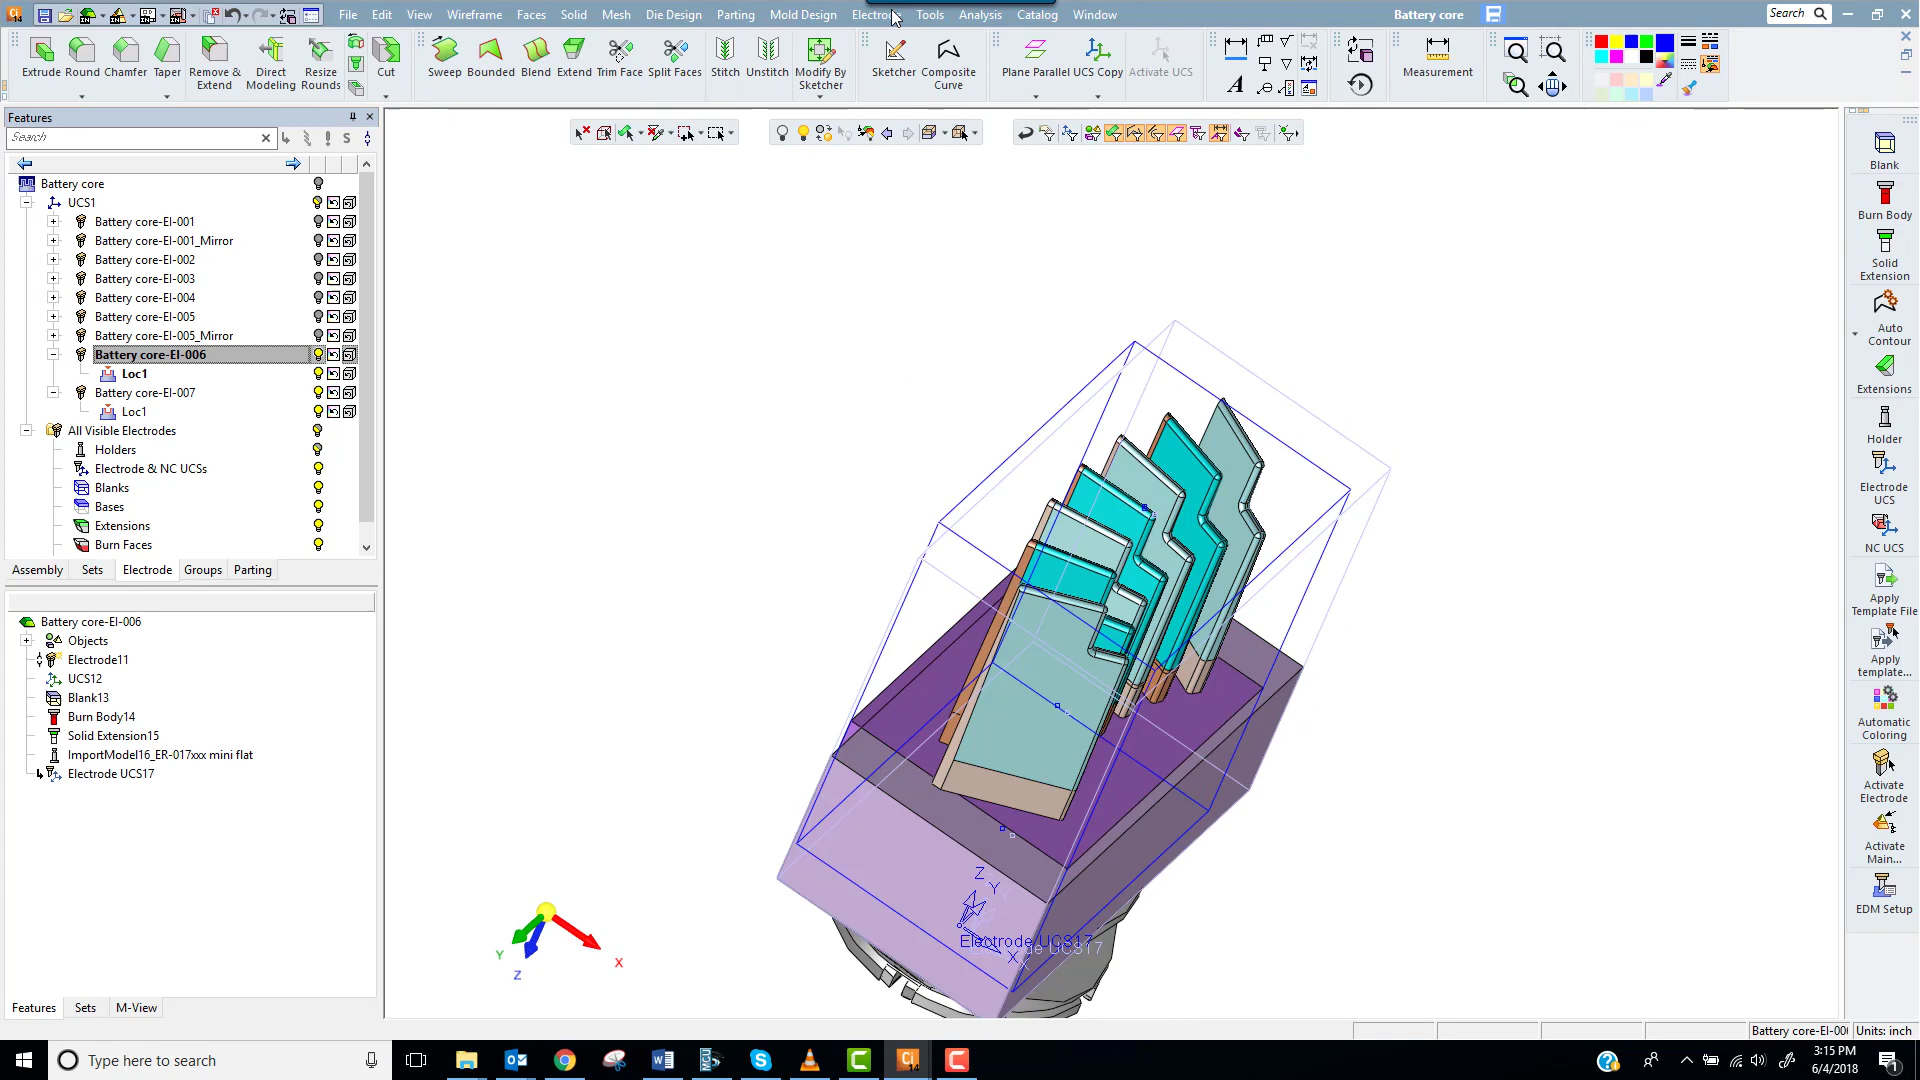 File Edit View Wireframe Faces Solid Mesh Die Design Parting Mold Design Tools Analysis Catalog Window Battery core Search
Extrude Round Chamfer Taper Remove & Extend Direct Modeling Resize Rounds Cut Sweep Bounded Blend Extend Trim Face Split Faces Stitch Unstitch Modify By Sketcher Sketcher Composite Curve Plane Parallel UCS Copy Activate UCS Measurement
Features
Search
S
Battery core
UCS1
Battery core-El-001
Battery core-El-001_Mirror
Battery core-El-002
Battery core-El-003
Battery core-El-004
Battery core-El-005
Battery core-El-005_Mirror
Battery core-El-006
Loc1
Battery core-El-007
Loc1
All Visible Electrodes
Holders
Electrode & NC UCSs
Blanks
Bases
Extensions
Burn Faces
Assembly Sets Electrode Groups Parting
Battery core-El-006
Objects
Electrode11
UCS12
Blank13
Burn Body14
Solid Extension15
ImportModel16_ER-017xxx mini flat
Electrode UCS17
Features Sets M-View
Z
Y
Electrode UCS17
X
Y
Z
X
Blank
Burn Body
Solid Extension
Auto Contour
Extensions
Holder
Electrode UCS
NC UCS
Apply Template File
Apply template...
Automatic Coloring
Activate Electrode
Activate Main...
EDM Setup
Units: inch
Type here to search
3:15 PM
6/4/2018